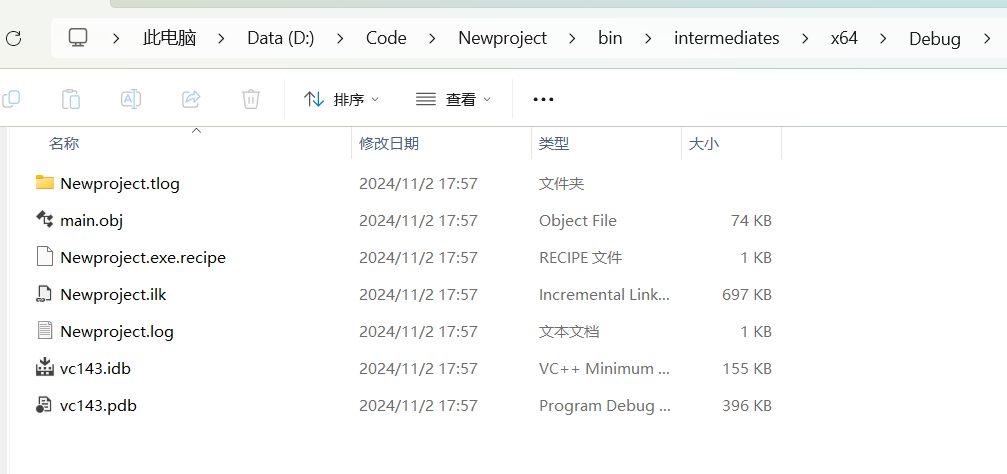 此电脑 Data (D:) Code Newproject bin intermediates x64 Debug
排序 查看
名称 修改日期 类型 大小
Newproject.tlog 2024/11/2 17:57 文件夹
main.obj 2024/11/2 17:57 Object File 74 KB
Newproject.exe.recipe 2024/11/2 17:57 RECIPE 文件 1 KB
Newproject.ilk 2024/11/2 17:57 Incremental Link... 697 KB
Newproject.log 2024/11/2 17:57 文本文档 1 KB
vc143.idb 2024/11/2 17:57 VC++ Minimum ... 155 KB
vc143.pdb 2024/11/2 17:57 Program Debug ... 396 KB